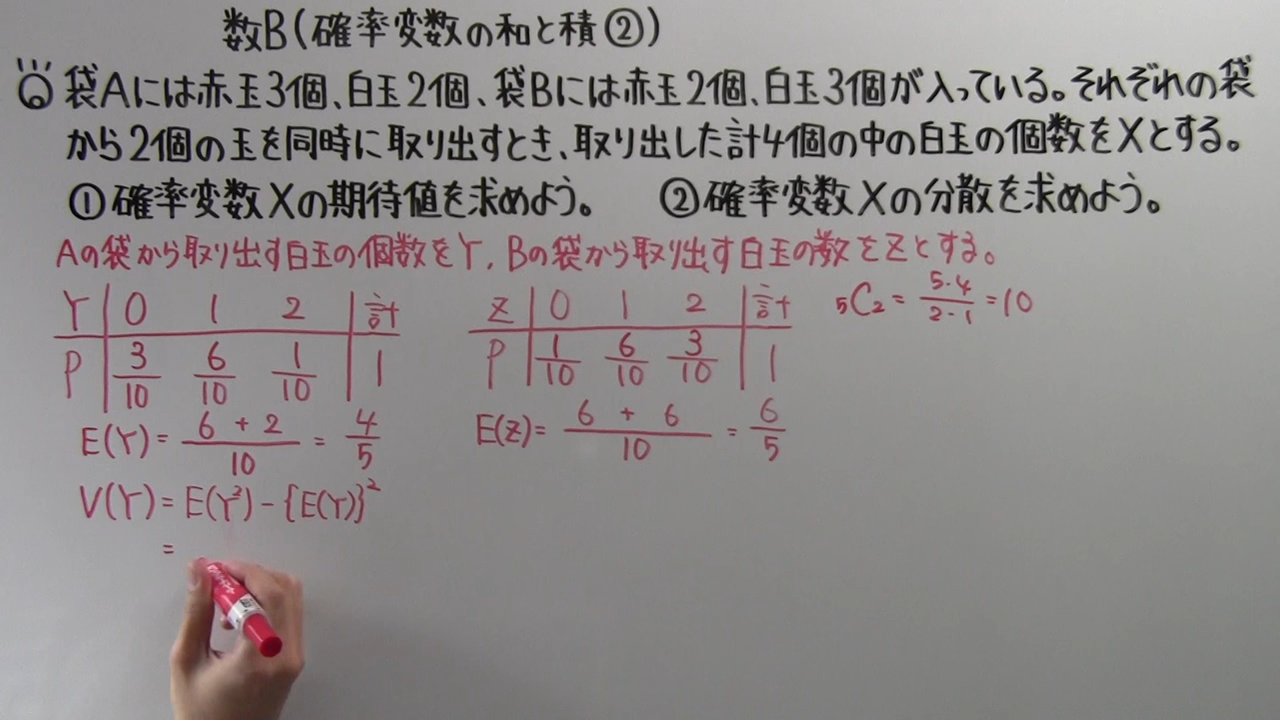 数B(確率変数の和と積②)
袋Aには赤玉3個、白玉2個、袋Bには赤玉2個、白玉3個が入っている。それぞれの袋
から2個の玉を同時に取り出すとき、取り出した計4個の中の白玉の個数をXとする。
①確率変数Xの期待値を求めよう。 ②確率変数Xの分散を求めよう。
Aの袋から取り出す白玉の個数をY, Bの袋から取り出す白玉の数をZとする。
Y 0 1 2 計
P 3/10 6/10 1/10 1
Z 0 1 2 計
P 1/10 6/10 3/10 1
₅C₂ = 5・4/2・1 = 10
E(Y) = 6 + 2/10 = 4/5
E(Z) = 6 + 6/10 = 6/5
V(Y) = E(Y²) - {E(Y)}²
=